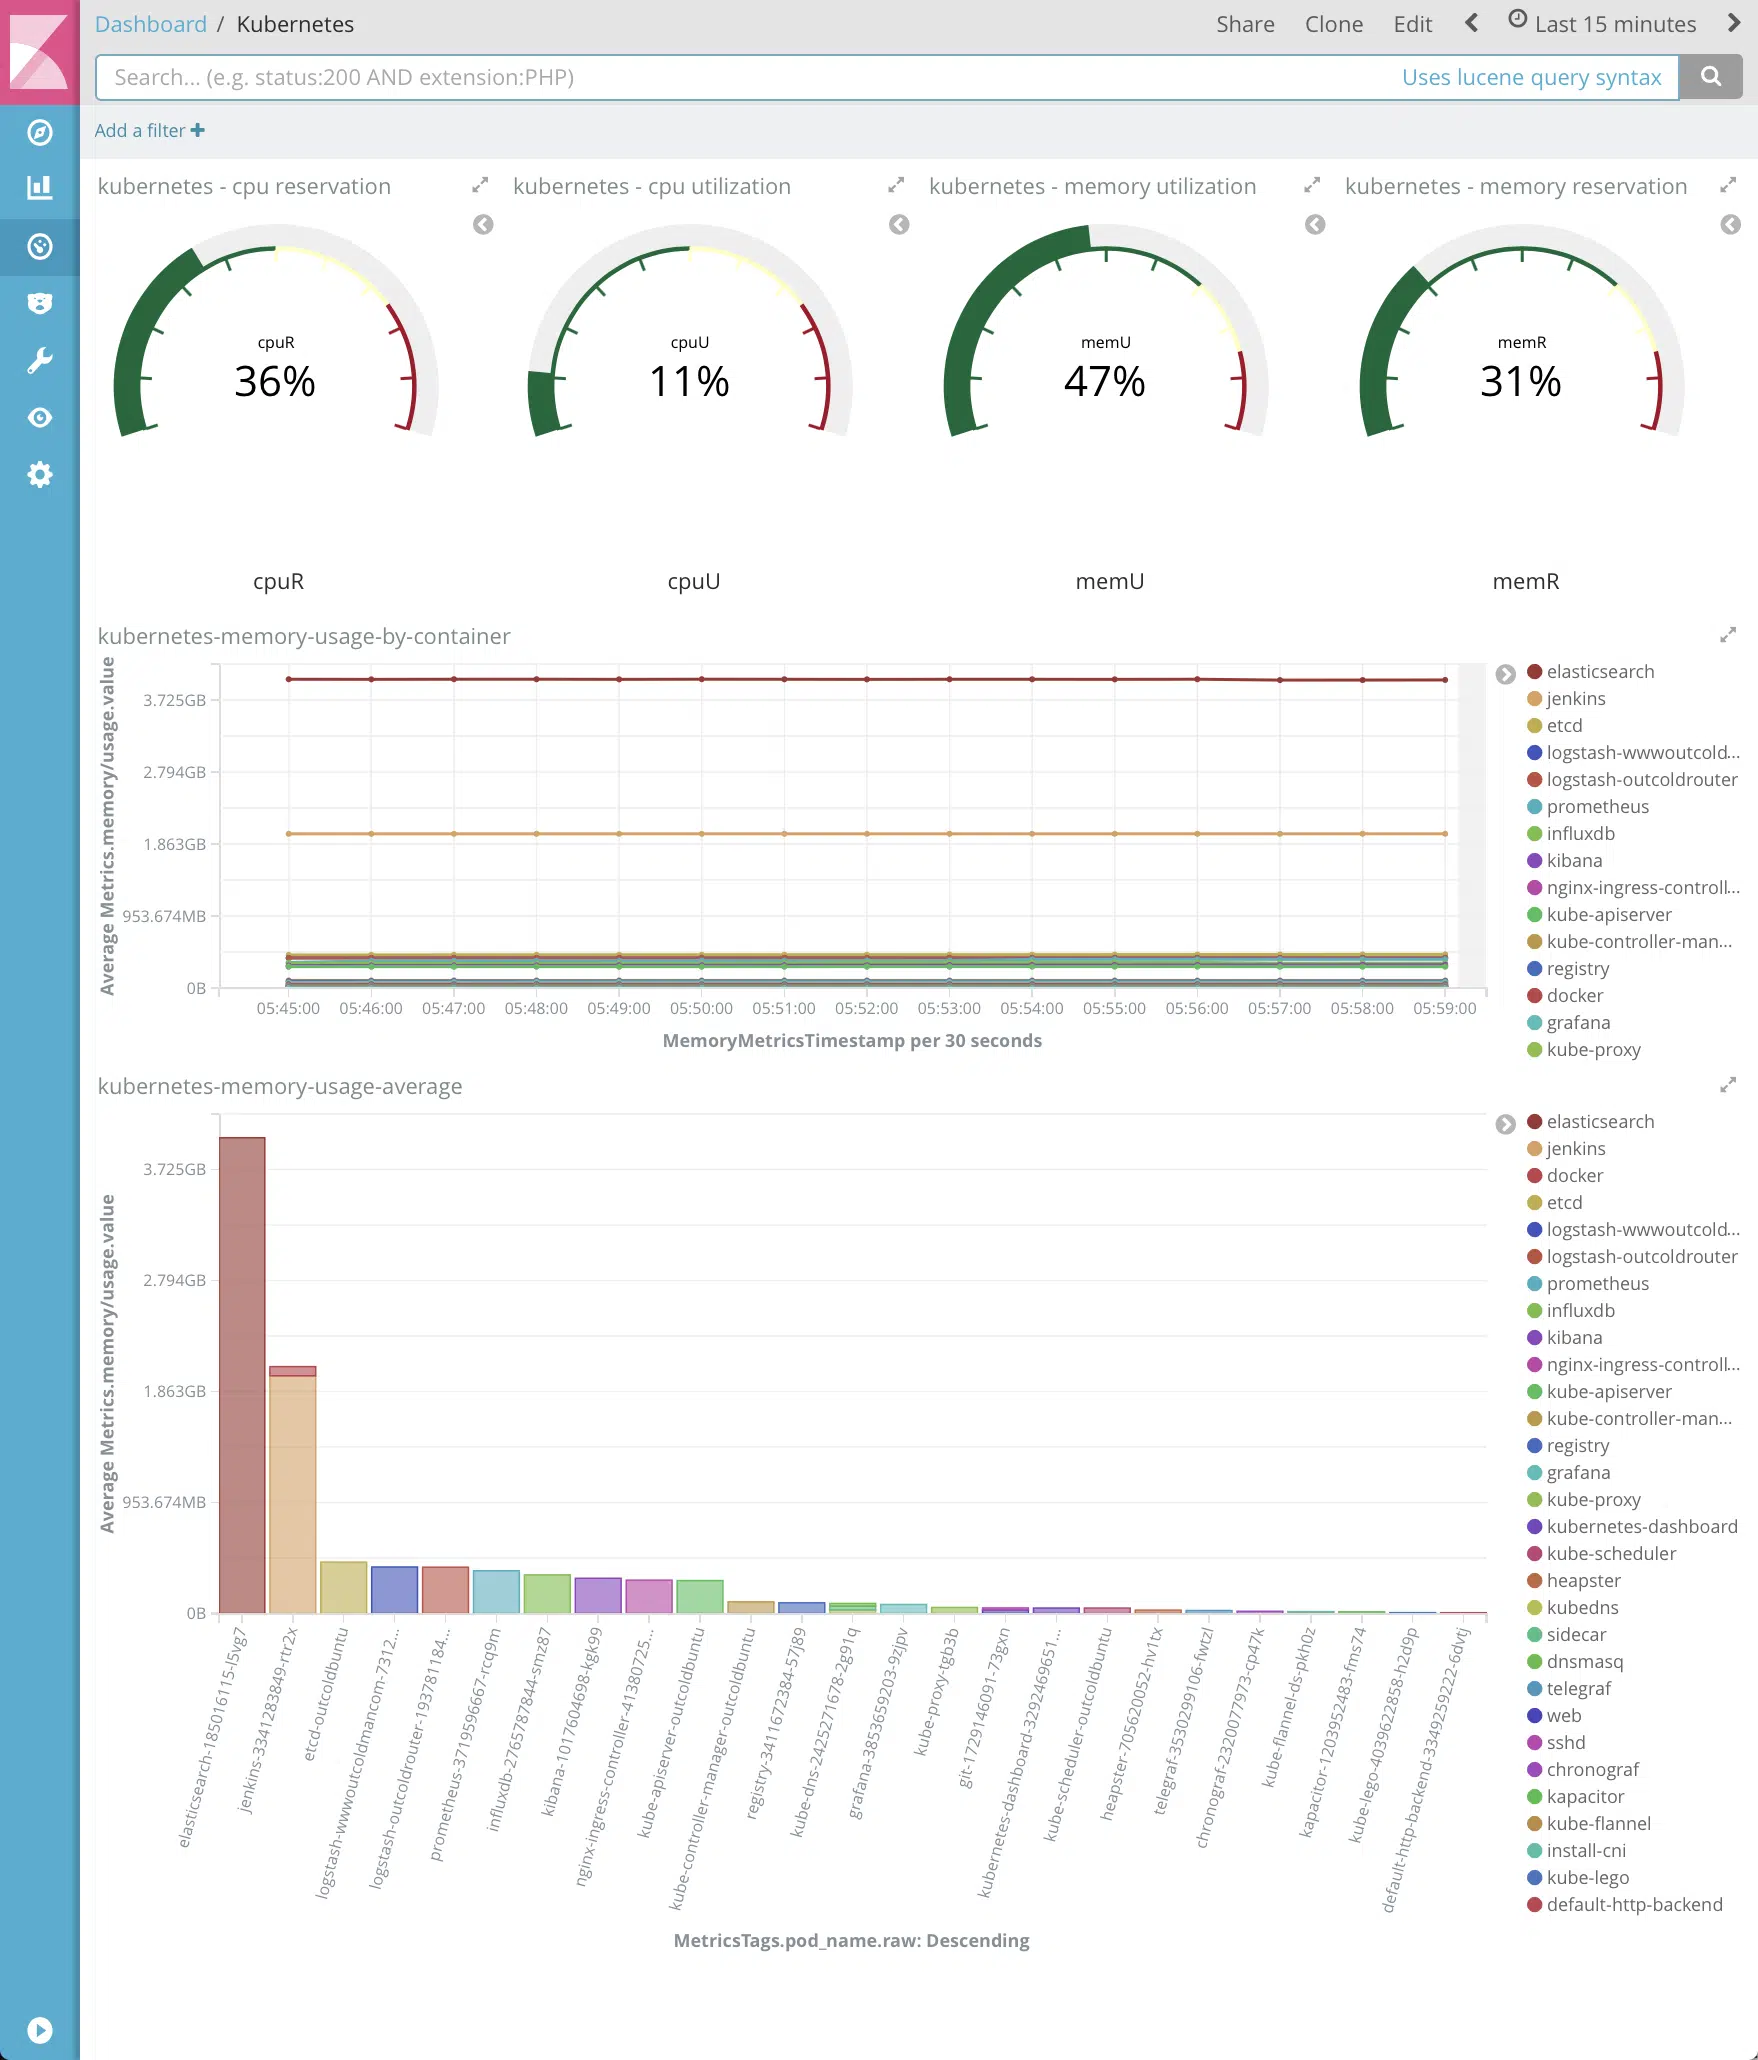 Dashboard / Kubernetes
Share Clone Edit Last 15 minutes
Search... (e.g. status:200 AND extension:PHP)
Uses lucene query syntax
Add a filter
kubernetes - cpu reservation
cpuR
36%
cpuR
kubernetes - cpu utilization
cpuU
11%
cpuU
kubernetes - memory utilization
memU
47%
memU
kubernetes - memory reservation
memR
31%
memR
kubernetes-memory-usage-by-container
Average Metrics.memory/usage.value
3.725GB
2.794GB
1.863GB
953.674MB
0B
05:45:00 05:46:00 05:47:00 05:48:00 05:49:00 05:50:00 05:51:00 05:52:00 05:53:00 05:54:00 05:55:00 05:56:00 05:57:00 05:58:00 05:59:00
MemoryMetricsTimestamp per 30 seconds
elasticsearch
jenkins
etcd
logstash-wwwoutcold...
logstash-outcoldrouter
prometheus
influxdb
kibana
nginx-ingress-controll...
kube-apiserver
kube-controller-man...
registry
docker
grafana
kube-proxy
kubernetes-memory-usage-average
Average Metrics.memory/usage.value
3.725GB
2.794GB
1.863GB
953.674MB
0B
elasticsearch-185016115-l5vg7
jenkins-3341283849-rtr2x
etcd-outcoldbuntu
logstash-wwwoutcoldmancom-7312...
logstash-outcoldrouter-193781184...
prometheus-3719596667-rcq9m
influxdb-2765787844-smz87
kibana-1017604698-kgk99
nginx-ingress-controller-41380725...
kube-apiserver-outcoldbuntu
kube-controller-manager-outcoldbuntu
registry-3411672384-57j89
kube-dns-2425271678-2g91q
grafana-3853659203-9zjpv
kube-proxy-tgb3b
git-1729146091-73gxn
kubernetes-dashboard-3292469651...
kube-scheduler-outcoldbuntu
heapster-705620052-hv1tx
telegraf-3530299106-fwtzl
chronograf-2320077973-cp47k
kube-flannel-ds-pkh0z
kapacitor-1203952483-fms74
kube-lego-4039622858-h2d9p
default-http-backend-3349259222-6dvtj
MetricsTags.pod_name.raw: Descending
elasticsearch
jenkins
docker
etcd
logstash-wwwoutcold...
logstash-outcoldrouter
prometheus
influxdb
kibana
nginx-ingress-controll...
kube-apiserver
kube-controller-man...
registry
grafana
kube-proxy
kubernetes-dashboard
kube-scheduler
heapster
kubedns
sidecar
dnsmasq
telegraf
web
sshd
chronograf
kapacitor
kube-flannel
install-cni
kube-lego
default-http-backend